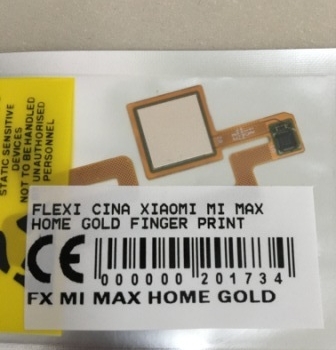 STATIC SENSITIVE
DEVICES
NOT TO BE HANDLED
UNAUTHORISED
PERSONNEL
FLEXI CINA XIAOMI MI MAX
HOME GOLD FINGER PRINT
CE
000000 201734
FX MI MAX HOME GOLD